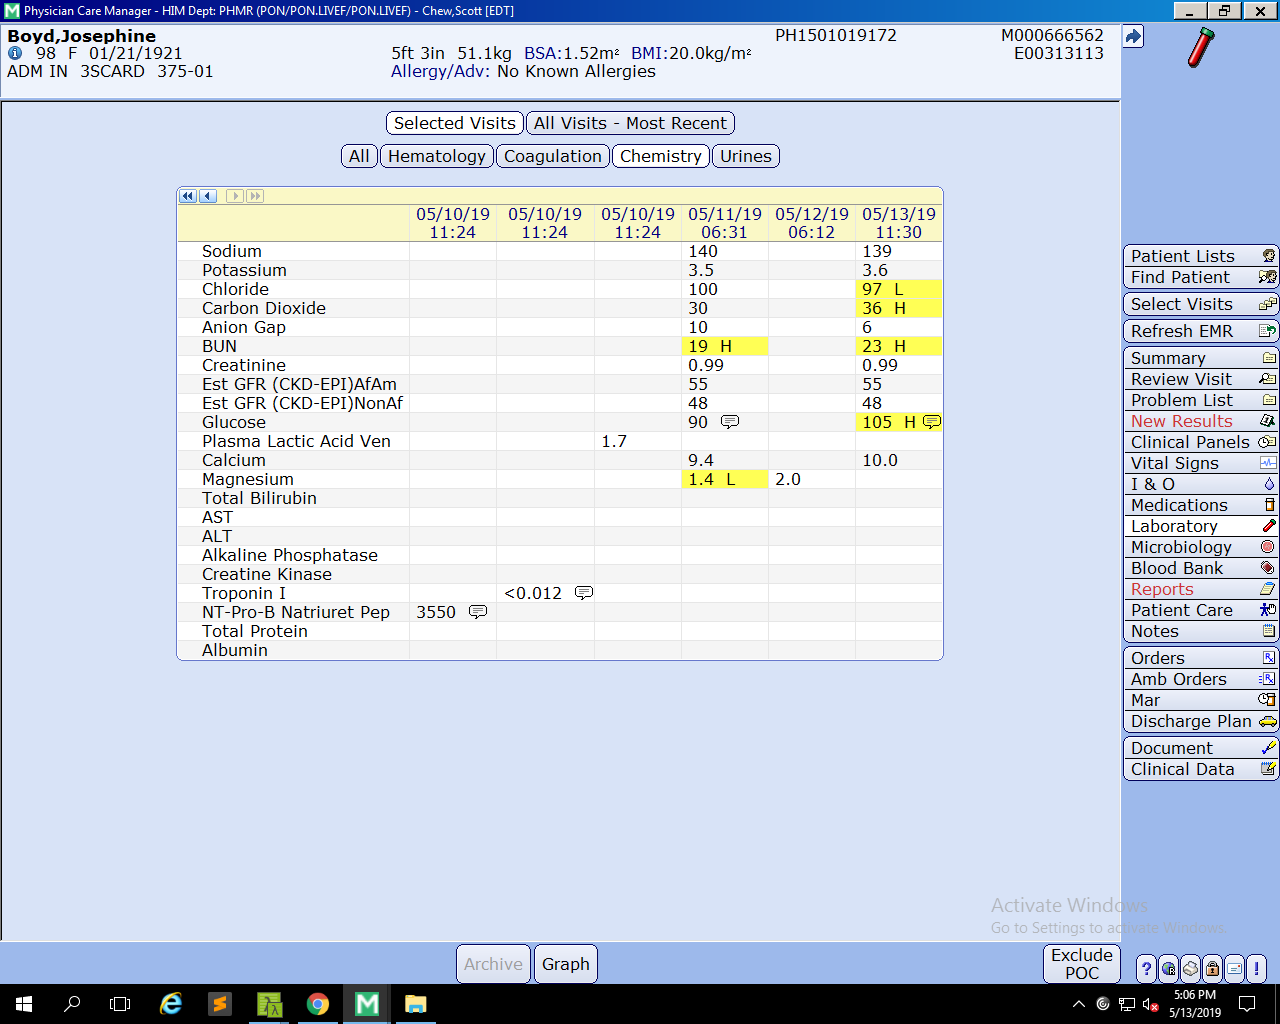 Physician Care Manager - HIM Dept: PHMR (PON/PON.LIVEF/PON.LIVEF) - Chew,Scott [EDT]
Boyd,Josephine PH1501019172 M000666562
98 F 01/21/1921 5ft 3in 51.1kg BSA:1.52m² BMI:20.0kg/m² E00313113
ADM IN 3SCARD 375-01 Allergy/Adv: No Known Allergies
Selected Visits All Visits - Most Recent
All Hematology Coagulation Chemistry Urines
05/10/19 05/10/19 05/10/19 05/11/19 05/12/19 05/13/19
11:24 11:24 11:24 06:31 06:12 11:30
Sodium 140 139
Potassium 3.5 3.6
Chloride 100 97 L
Carbon Dioxide 30 36 H
Anion Gap 10 6
BUN 19 H 23 H
Creatinine 0.99 0.99
Est GFR (CKD-EPI)AfAm 55 55
Est GFR (CKD-EPI)NonAf 48 48
Glucose 90 105 H
Plasma Lactic Acid Ven 1.7
Calcium 9.4 10.0
Magnesium 1.4 L 2.0
Total Bilirubin
AST
ALT
Alkaline Phosphatase
Creatine Kinase
Troponin I <0.012
NT-Pro-B Natriuret Pep 3550
Total Protein
Albumin
Patient Lists
Find Patient
Select Visits
Refresh EMR
Summary
Review Visit
Problem List
New Results
Clinical Panels
Vital Signs
I & O
Medications
Laboratory
Microbiology
Blood Bank
Reports
Patient Care
Notes
Orders
Amb Orders
Mar
Discharge Plan
Document
Clinical Data
Activate Windows
Go to Settings to activate Windows.
Archive Graph
Exclude
POC
5:06 PM
5/13/2019